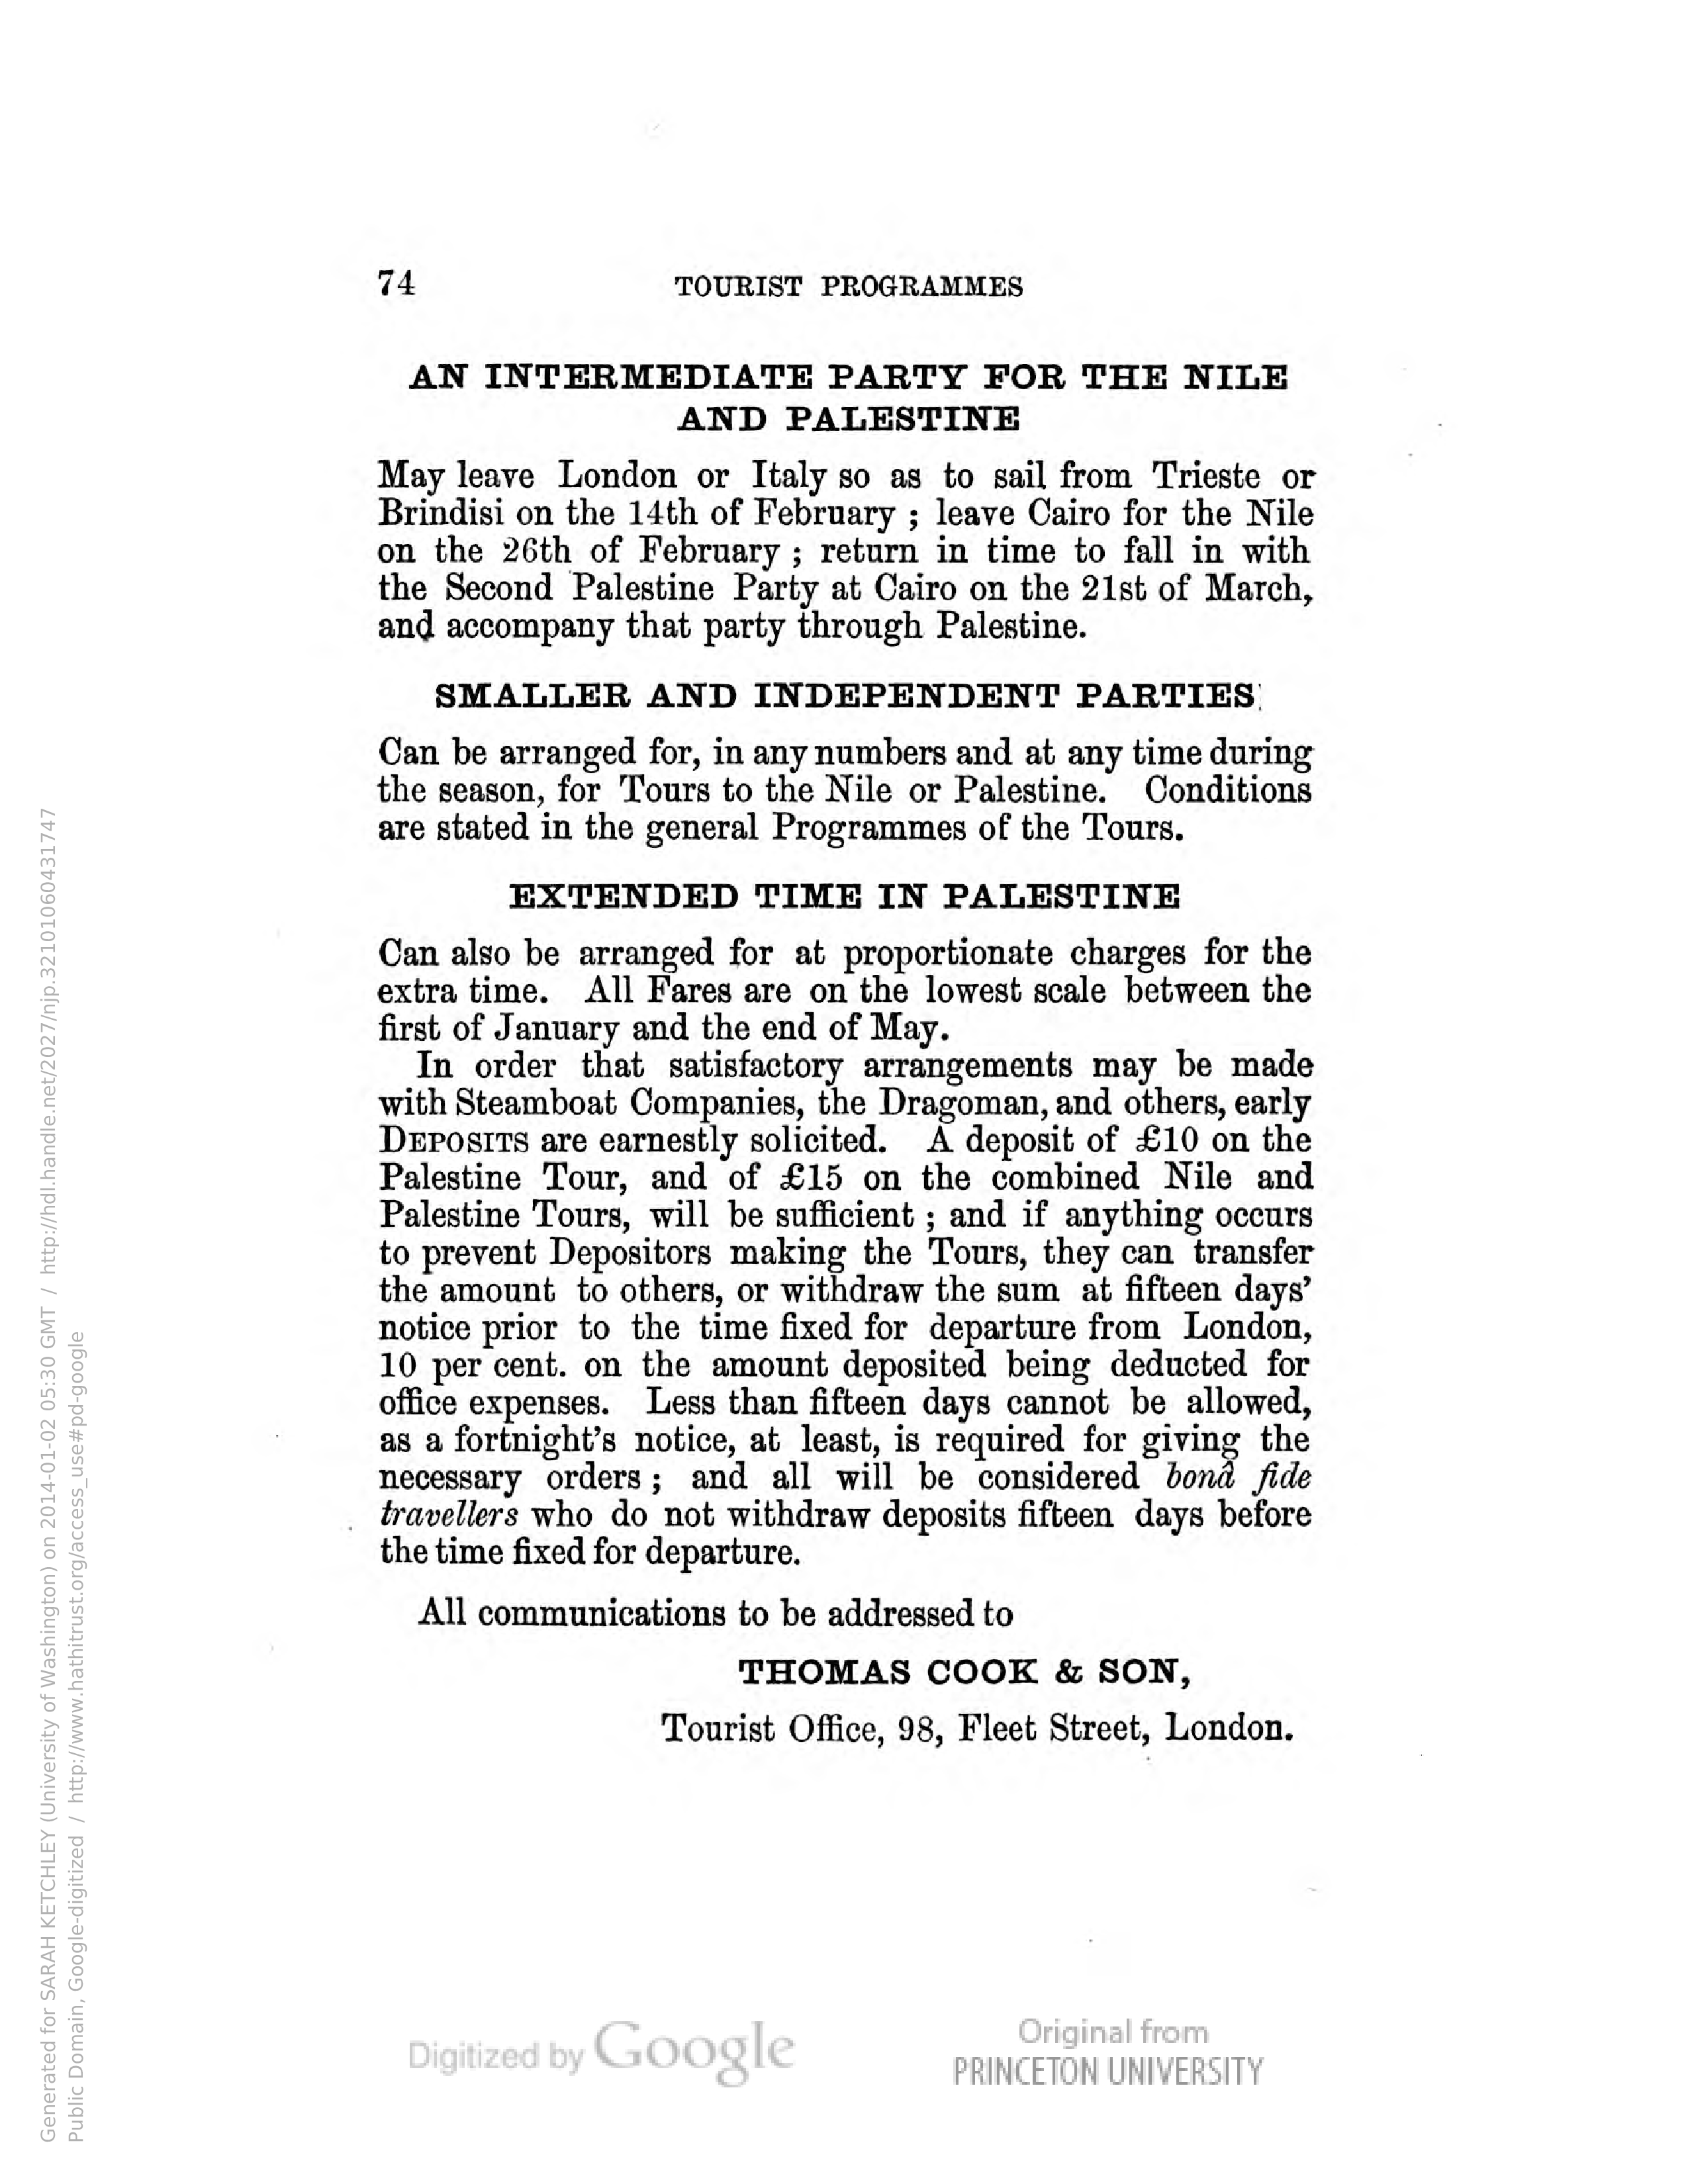 74 TOURIST PROGRAMMES
AN INTERMEDIATE PARTY FOR THE NILE
AND PALESTINE
May leave London or Italy so as to sail from Trieste or
Brindisi on the 14th of February ; leave Cairo for the Nile
on the 26th of February ; return in time to fall in with
the Second Palestine Party at Cairo on the 21st of March,
and accompany that party through Palestine.
SMALLER AND INDEPENDENT PARTIES
Can be arranged for, in any numbers and at any time during
the season, for Tours to the Nile or Palestine. Conditions
are stated in the general Programmes of the Tours.
EXTENDED TIME IN PALESTINE
Can also be arranged for at proportionate charges for the
extra time. All Fares are on the lowest scale between the
first of January and the end of May.
In order that satisfactory arrangements may be made
with Steamboat Companies, the Dragoman, and others, early
DEPOSITS are earnestly solicited. A deposit of £10 on the
Palestine Tour, and of £15 on the combined Nile and
Palestine Tours, will be sufficient ; and if anything occurs
to prevent Depositors making the Tours, they can transfer
the amount to others, or withdraw the sum at fifteen days’
notice prior to the time fixed for departure from London,
10 per cent. on the amount deposited being deducted for
office expenses. Less than fifteen days cannot be allowed,
as a fortnight’s notice, at least, is required for giving the
necessary orders ; and all will be considered bonâ fide
travellers who do not withdraw deposits fifteen days before
the time fixed for departure.
All communications to be addressed to
THOMAS COOK & SON,
Tourist Office, 98, Fleet Street, London.
Generated for SARAH KETCHLEY (University of Washington) on 2014-01-02 05:30 GMT / http://hdl.handle.net/2027/njp.32101060431747
Public Domain, Google-digitized / http://www.hathitrust.org/access_use#pd-google
Digitized by Google
Original from
PRINCETON UNIVERSITY